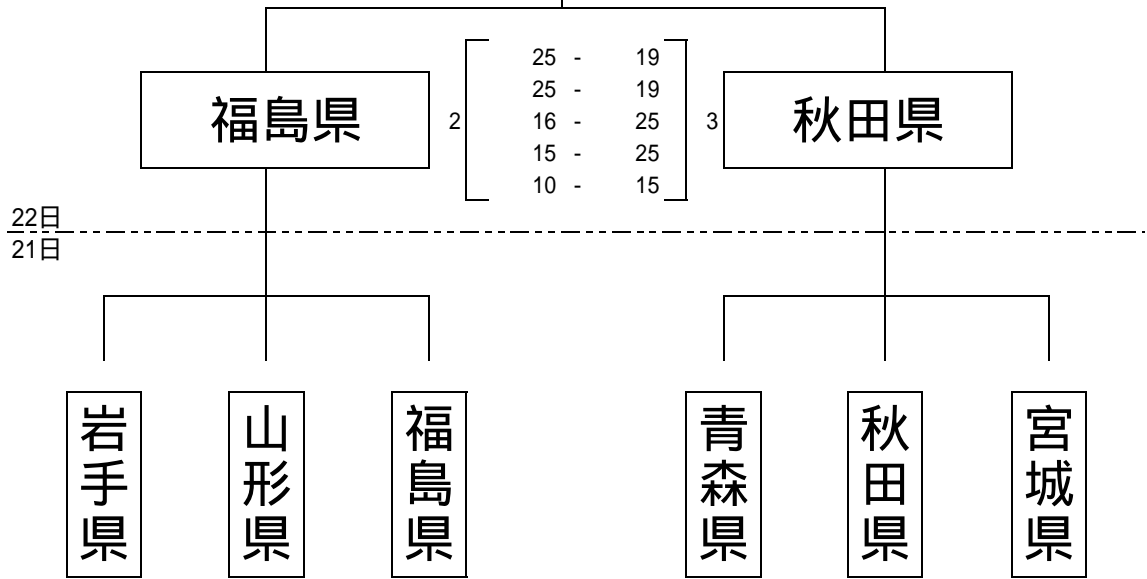 福島県
2
25 - 19
25 - 19
16 - 25
15 - 25
10 - 15
3
秋田県
22日
21日
岩手県
山形県
福島県
青森県
秋田県
宮城県